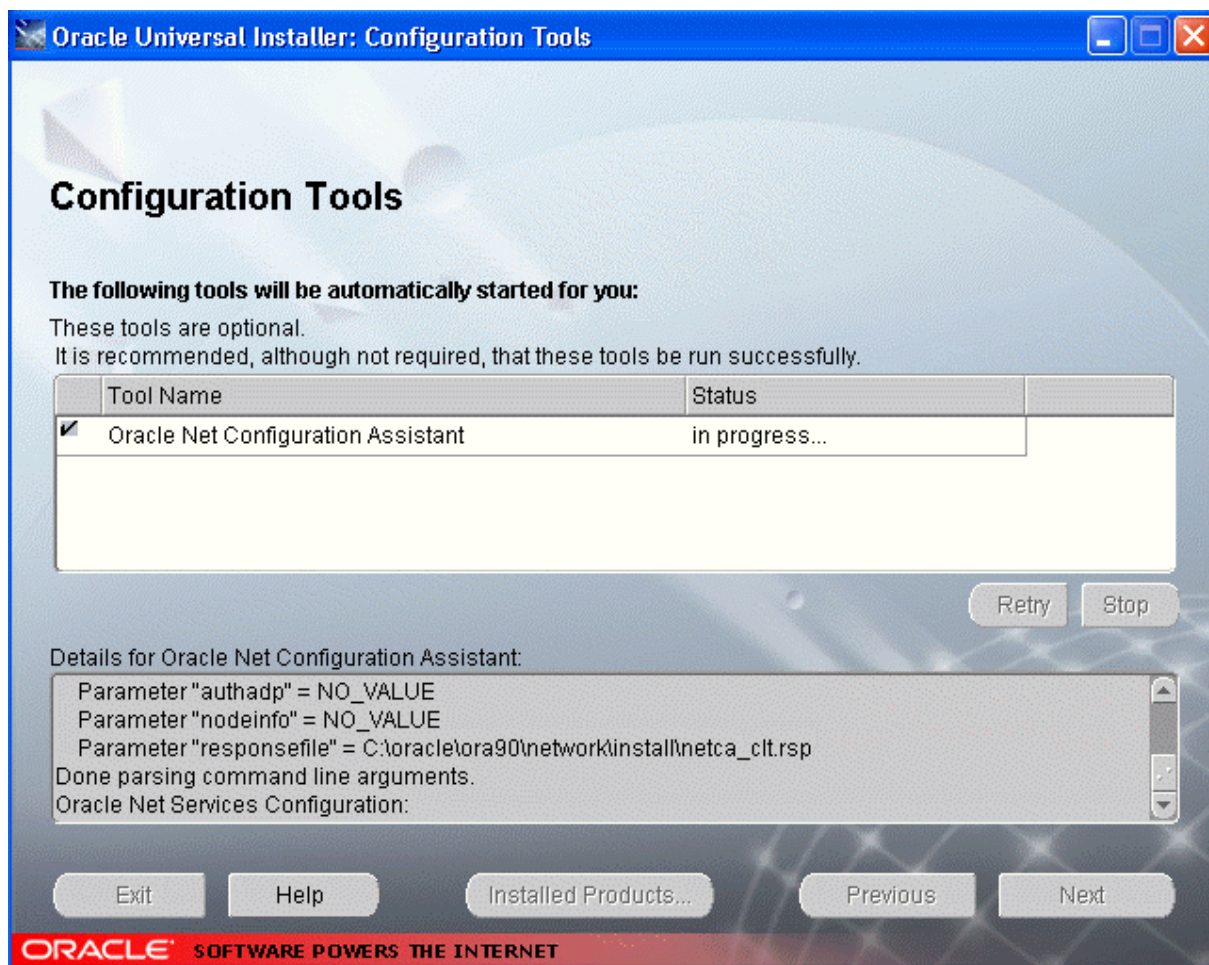 Oracle Universal Installer: Configuration Tools
Configuration Tools
The following tools will be automatically started for you:
These tools are optional.
It is recommended, although not required, that these tools be run successfully.
Tool Name Status
Oracle Net Configuration Assistant in progress...
Retry Stop
Details for Oracle Net Configuration Assistant:
Parameter "authadp" = NO_VALUE
Parameter "nodeinfo" = NO_VALUE
Parameter "responsefile" = C:\oracle\ora90\network\install\netca_clt.rsp
Done parsing command line arguments.
Oracle Net Services Configuration:
Exit Help Installed Products... Previous Next
ORACLE SOFTWARE POWERS THE INTERNET